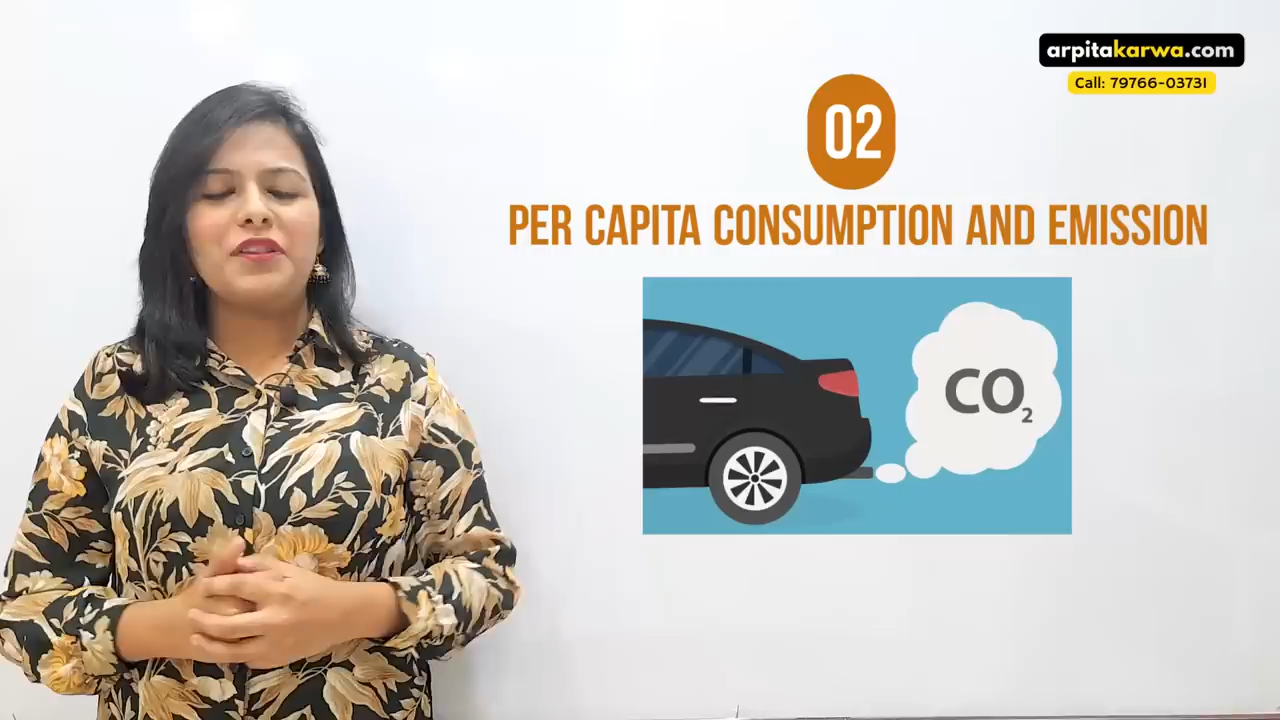 arpitakarwa.com
Call: 79766-03731
02
PER CAPITA CONSUMPTION AND EMISSION
CO₂